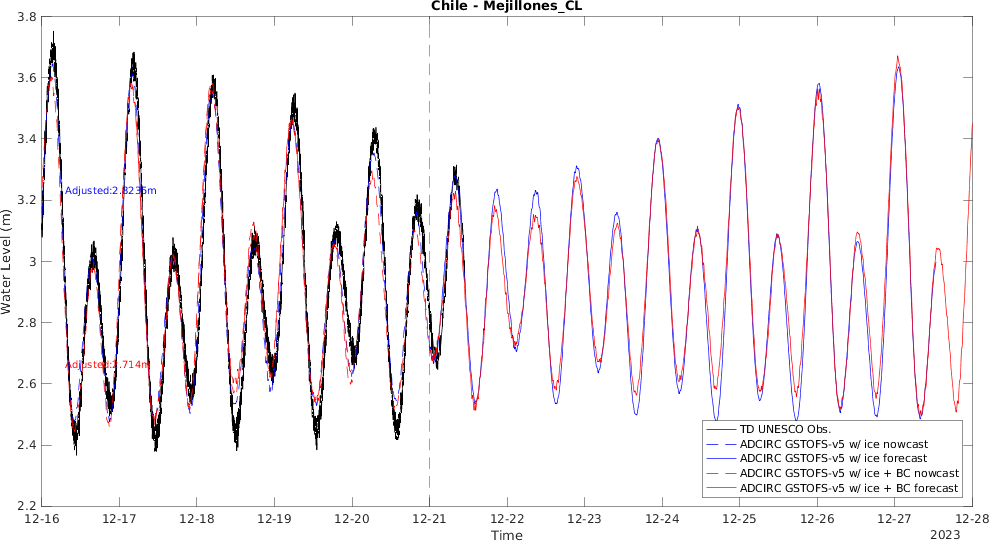 Chile - Mejillones_CL
3.8
3.6
3.4
3.2
3
2.8
2.6
2.4
2.2
Water Level (m)
Adjusted:2.8235m
Adjusted:2.714m
TD UNESCO Obs.
ADCIRC GSTOFS-v5 w/ ice nowcast
ADCIRC GSTOFS-v5 w/ ice forecast
ADCIRC GSTOFS-v5 w/ ice + BC nowcast
ADCIRC GSTOFS-v5 w/ ice + BC forecast
12-16 12-17 12-18 12-19 12-20 12-21 12-22 12-23 12-24 12-25 12-26 12-27 12-28
Time
2023